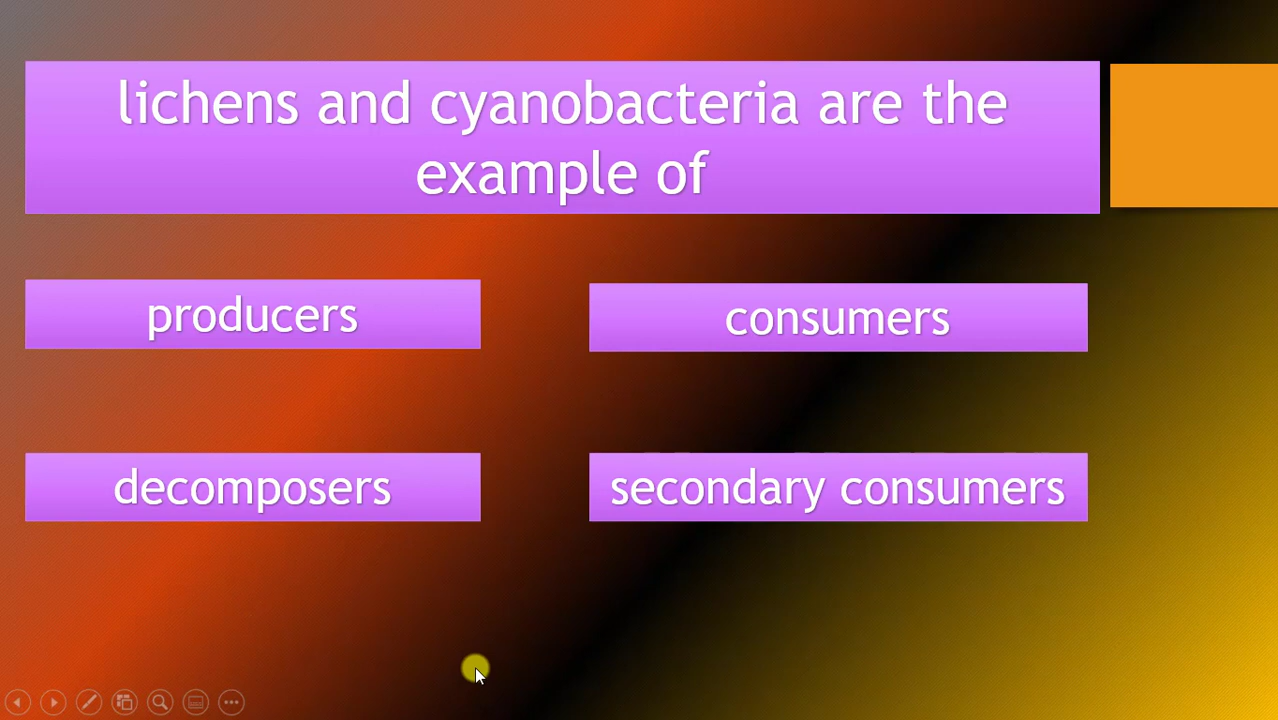 lichens and cyanobacteria are the
example of
producers
consumers
decomposers
secondary consumers